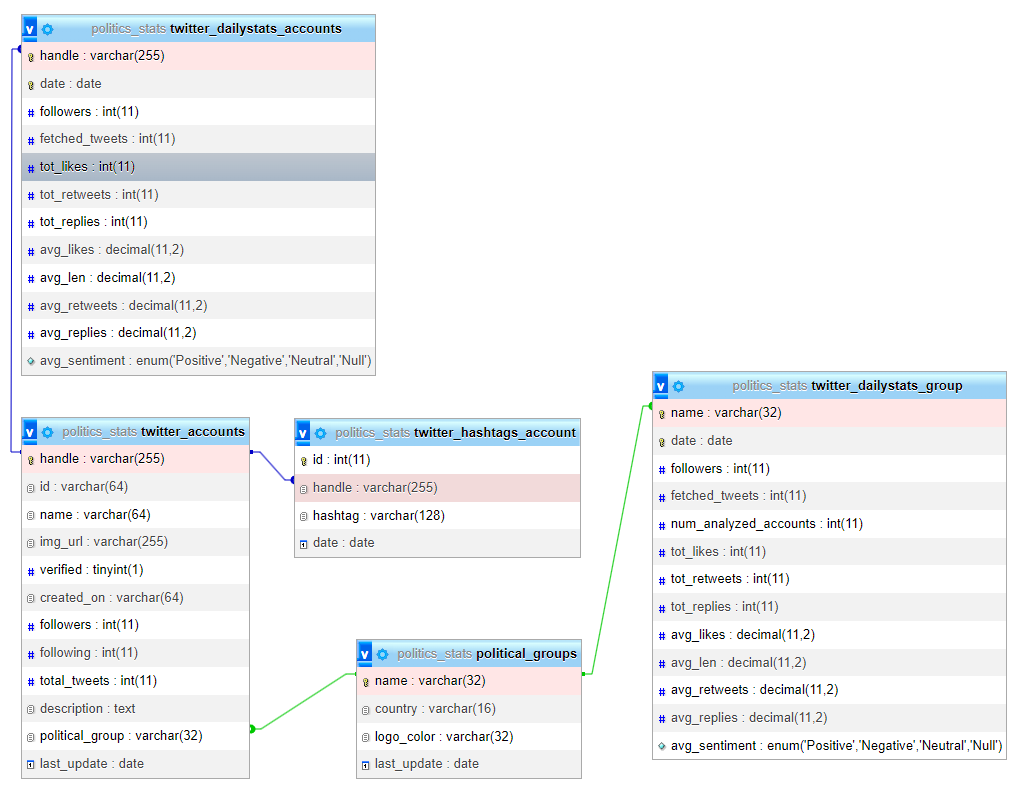 v politics_stats twitter_dailystats_accounts
handle : varchar(255)
date : date
# followers : int(11)
# fetched_tweets : int(11)
# tot_likes : int(11)
# tot_retweets : int(11)
# tot_replies : int(11)
# avg_likes : decimal(11,2)
# avg_len : decimal(11,2)
# avg_retweets : decimal(11,2)
# avg_replies : decimal(11,2)
avg_sentiment : enum('Positive','Negative','Neutral','Null')
v politics_stats twitter_accounts
handle : varchar(255)
id : varchar(64)
name : varchar(64)
img_url : varchar(255)
# verified : tinyint(1)
created_on : varchar(64)
# followers : int(11)
# following : int(11)
# total_tweets : int(11)
description : text
political_group : varchar(32)
last_update : date
v politics_stats twitter_hashtags_account
id : int(11)
handle : varchar(255)
hashtag : varchar(128)
date : date
v politics_stats political_groups
name : varchar(32)
country : varchar(16)
logo_color : varchar(32)
last_update : date
v politics_stats twitter_dailystats_group
name : varchar(32)
date : date
# followers : int(11)
# fetched_tweets : int(11)
# num_analyzed_accounts : int(11)
# tot_likes : int(11)
# tot_retweets : int(11)
# tot_replies : int(11)
# avg_likes : decimal(11,2)
# avg_len : decimal(11,2)
# avg_retweets : decimal(11,2)
# avg_replies : decimal(11,2)
avg_sentiment : enum('Positive','Negative','Neutral','Null')